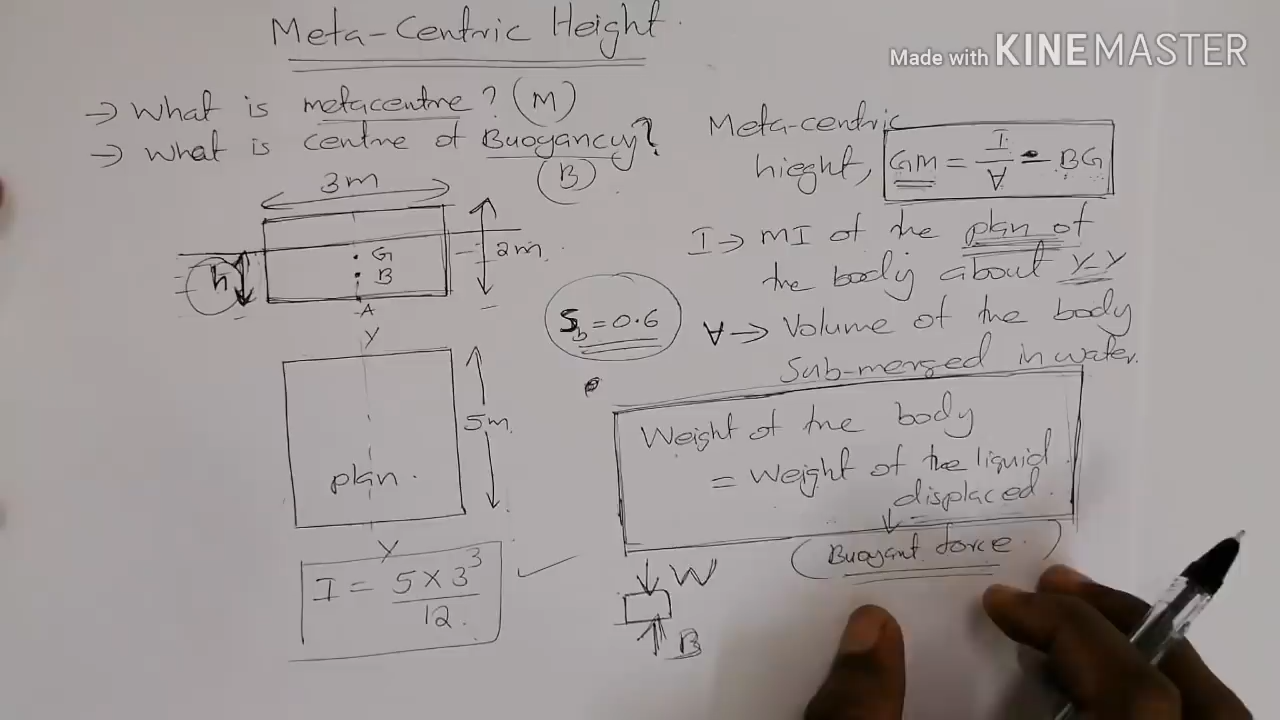 Meta-Centric Height.
Made with KINEMASTER
→ What is metacentre? (M)
→ What is centre of Buogancuy?
(B)
3m
h
G
B
A
2m.
Y
5m
plan.
Y
I = 5 × 3³ / 12.
S_b = 0.6
Meta-centric
hieght, GM = I / ∀ - BG
I → MI of the plan of
the body about Y-Y
∀ → Volume of the body
Sub-merged in water.
Weight of the body
= Weight of the liquid
displaced.
(Buoyant force.)
W
B